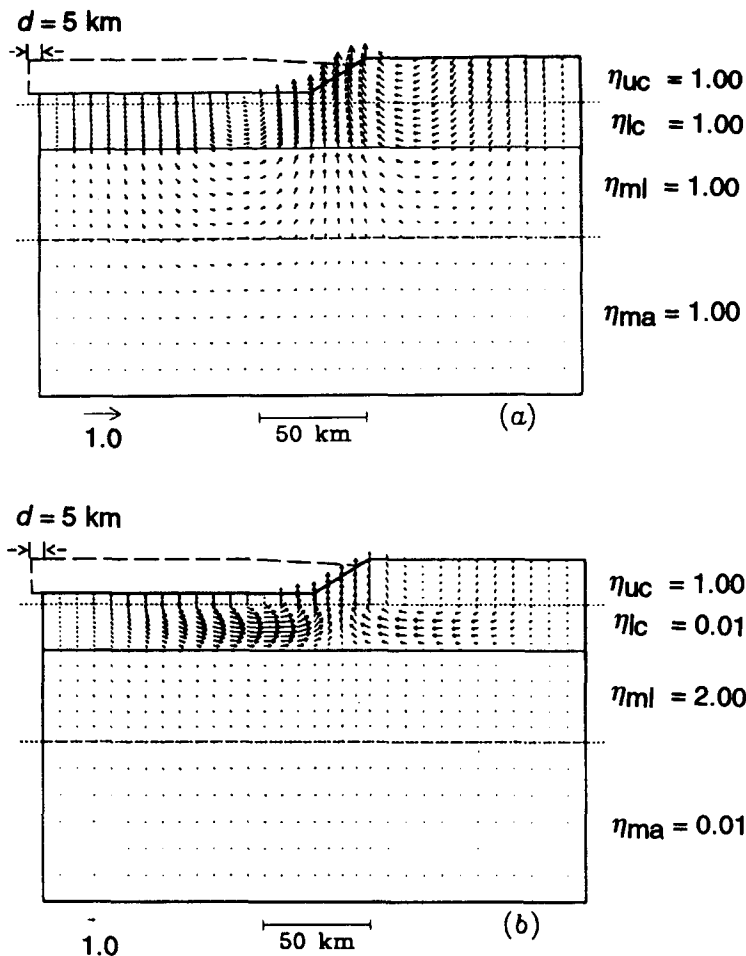 d = 5 km
ηuc = 1.00
ηlc = 1.00
ηml = 1.00
ηma = 1.00
1.0
50 km
(a)
d = 5 km
ηuc = 1.00
ηlc = 0.01
ηml = 2.00
ηma = 0.01
1.0
50 km
(b)